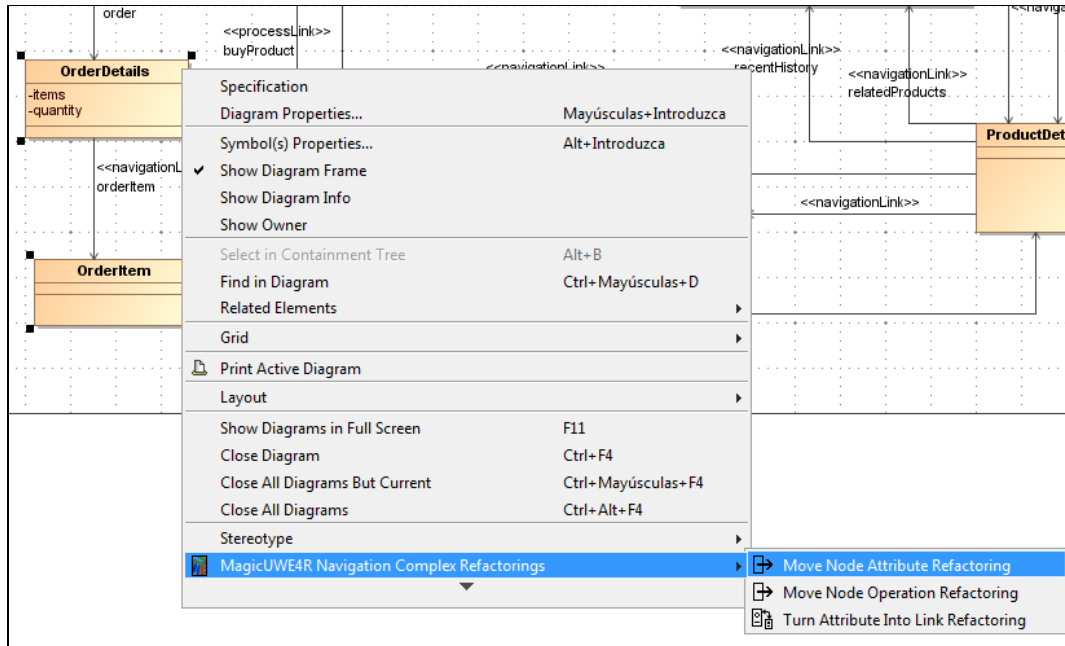 order
<<processLink>>
buyProduct
<<navigationLink>>
recentHistory
<<navigationLink>>
relatedProducts
<<navigationLink>>
OrderDetails
-items
-quantity
<<navigationL
orderItem
OrderItem
ProductDet
<<navigationLink>>
Specification
Diagram Properties... Mayúsculas+Introduzca
Symbol(s) Properties... Alt+Introduzca
Show Diagram Frame
Show Diagram Info
Show Owner
Select in Containment Tree Alt+B
Find in Diagram Ctrl+Mayúsculas+D
Related Elements
Grid
Print Active Diagram
Layout
Show Diagrams in Full Screen F11
Close Diagram Ctrl+F4
Close All Diagrams But Current Ctrl+Mayúsculas+F4
Close All Diagrams Ctrl+Alt+F4
Stereotype
MagicUWE4R Navigation Complex Refactorings
Move Node Attribute Refactoring
Move Node Operation Refactoring
Turn Attribute Into Link Refactoring